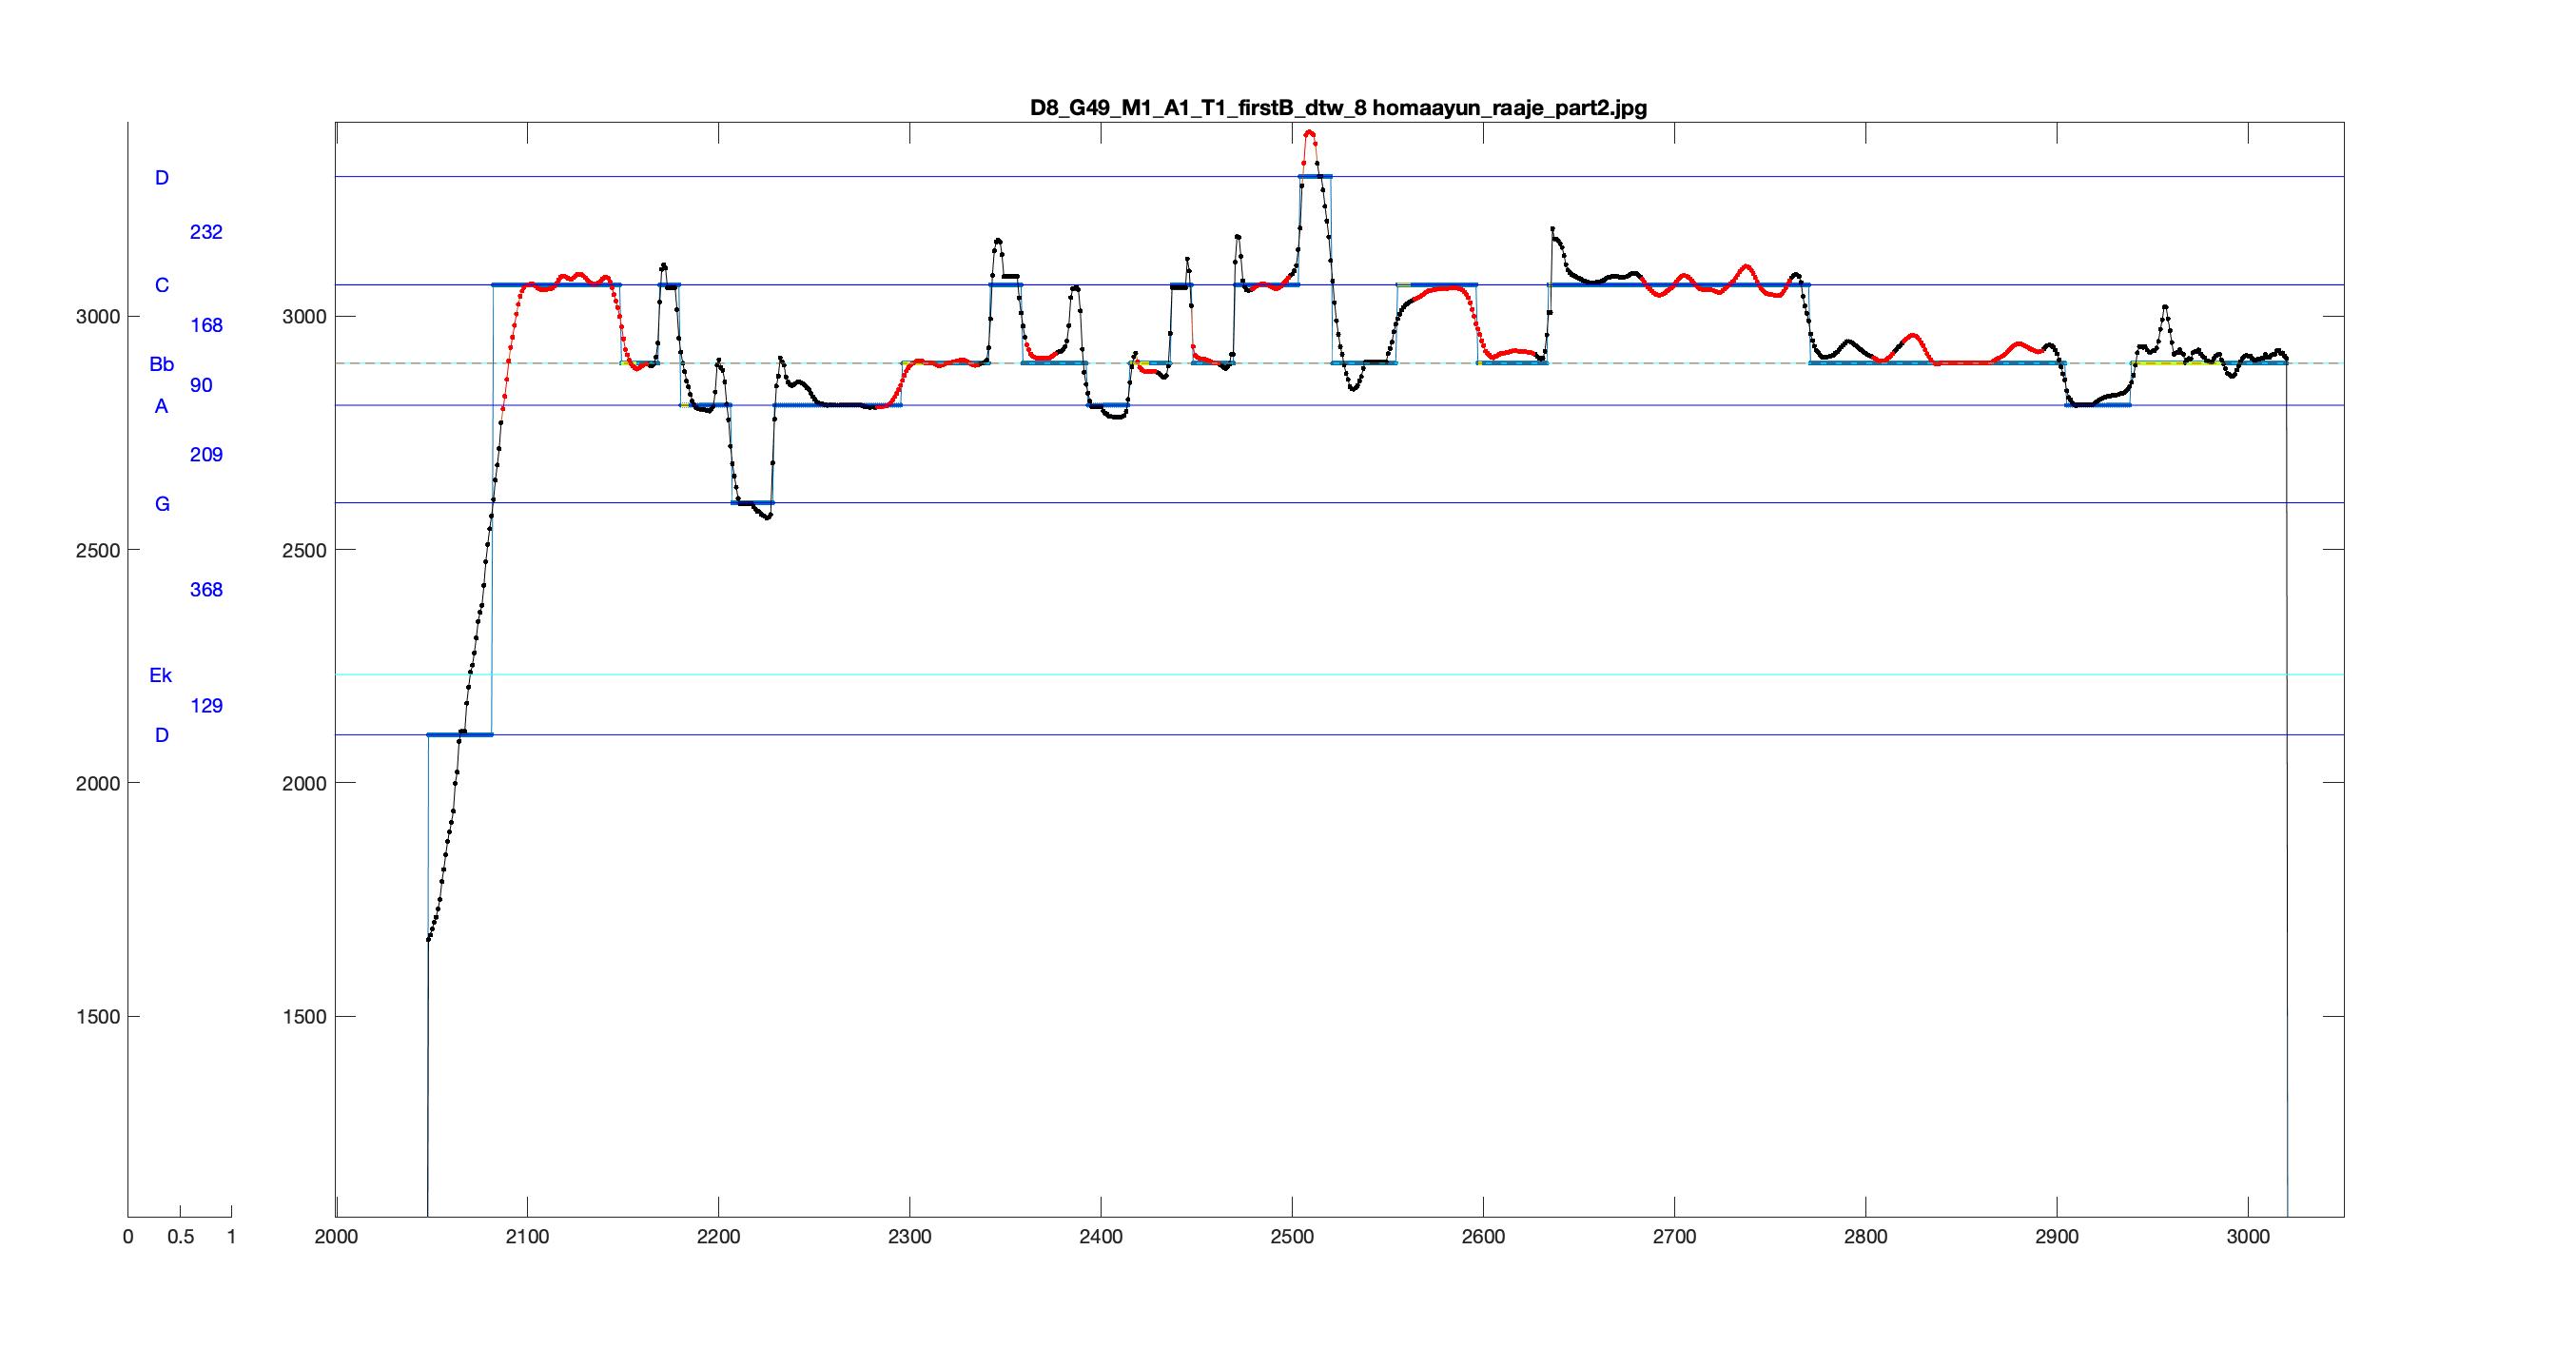 D8_G49_M1_A1_T1_firstB_dtw_8 homaayun_raaje_part2.jpg
D
232
C
3000
3000
168
Bb
90
A
209
G
2500
2500
368
Ek
129
D
2000
2000
1500
1500
0 0.5 1 2000 2100 2200 2300 2400 2500 2600 2700 2800 2900 3000